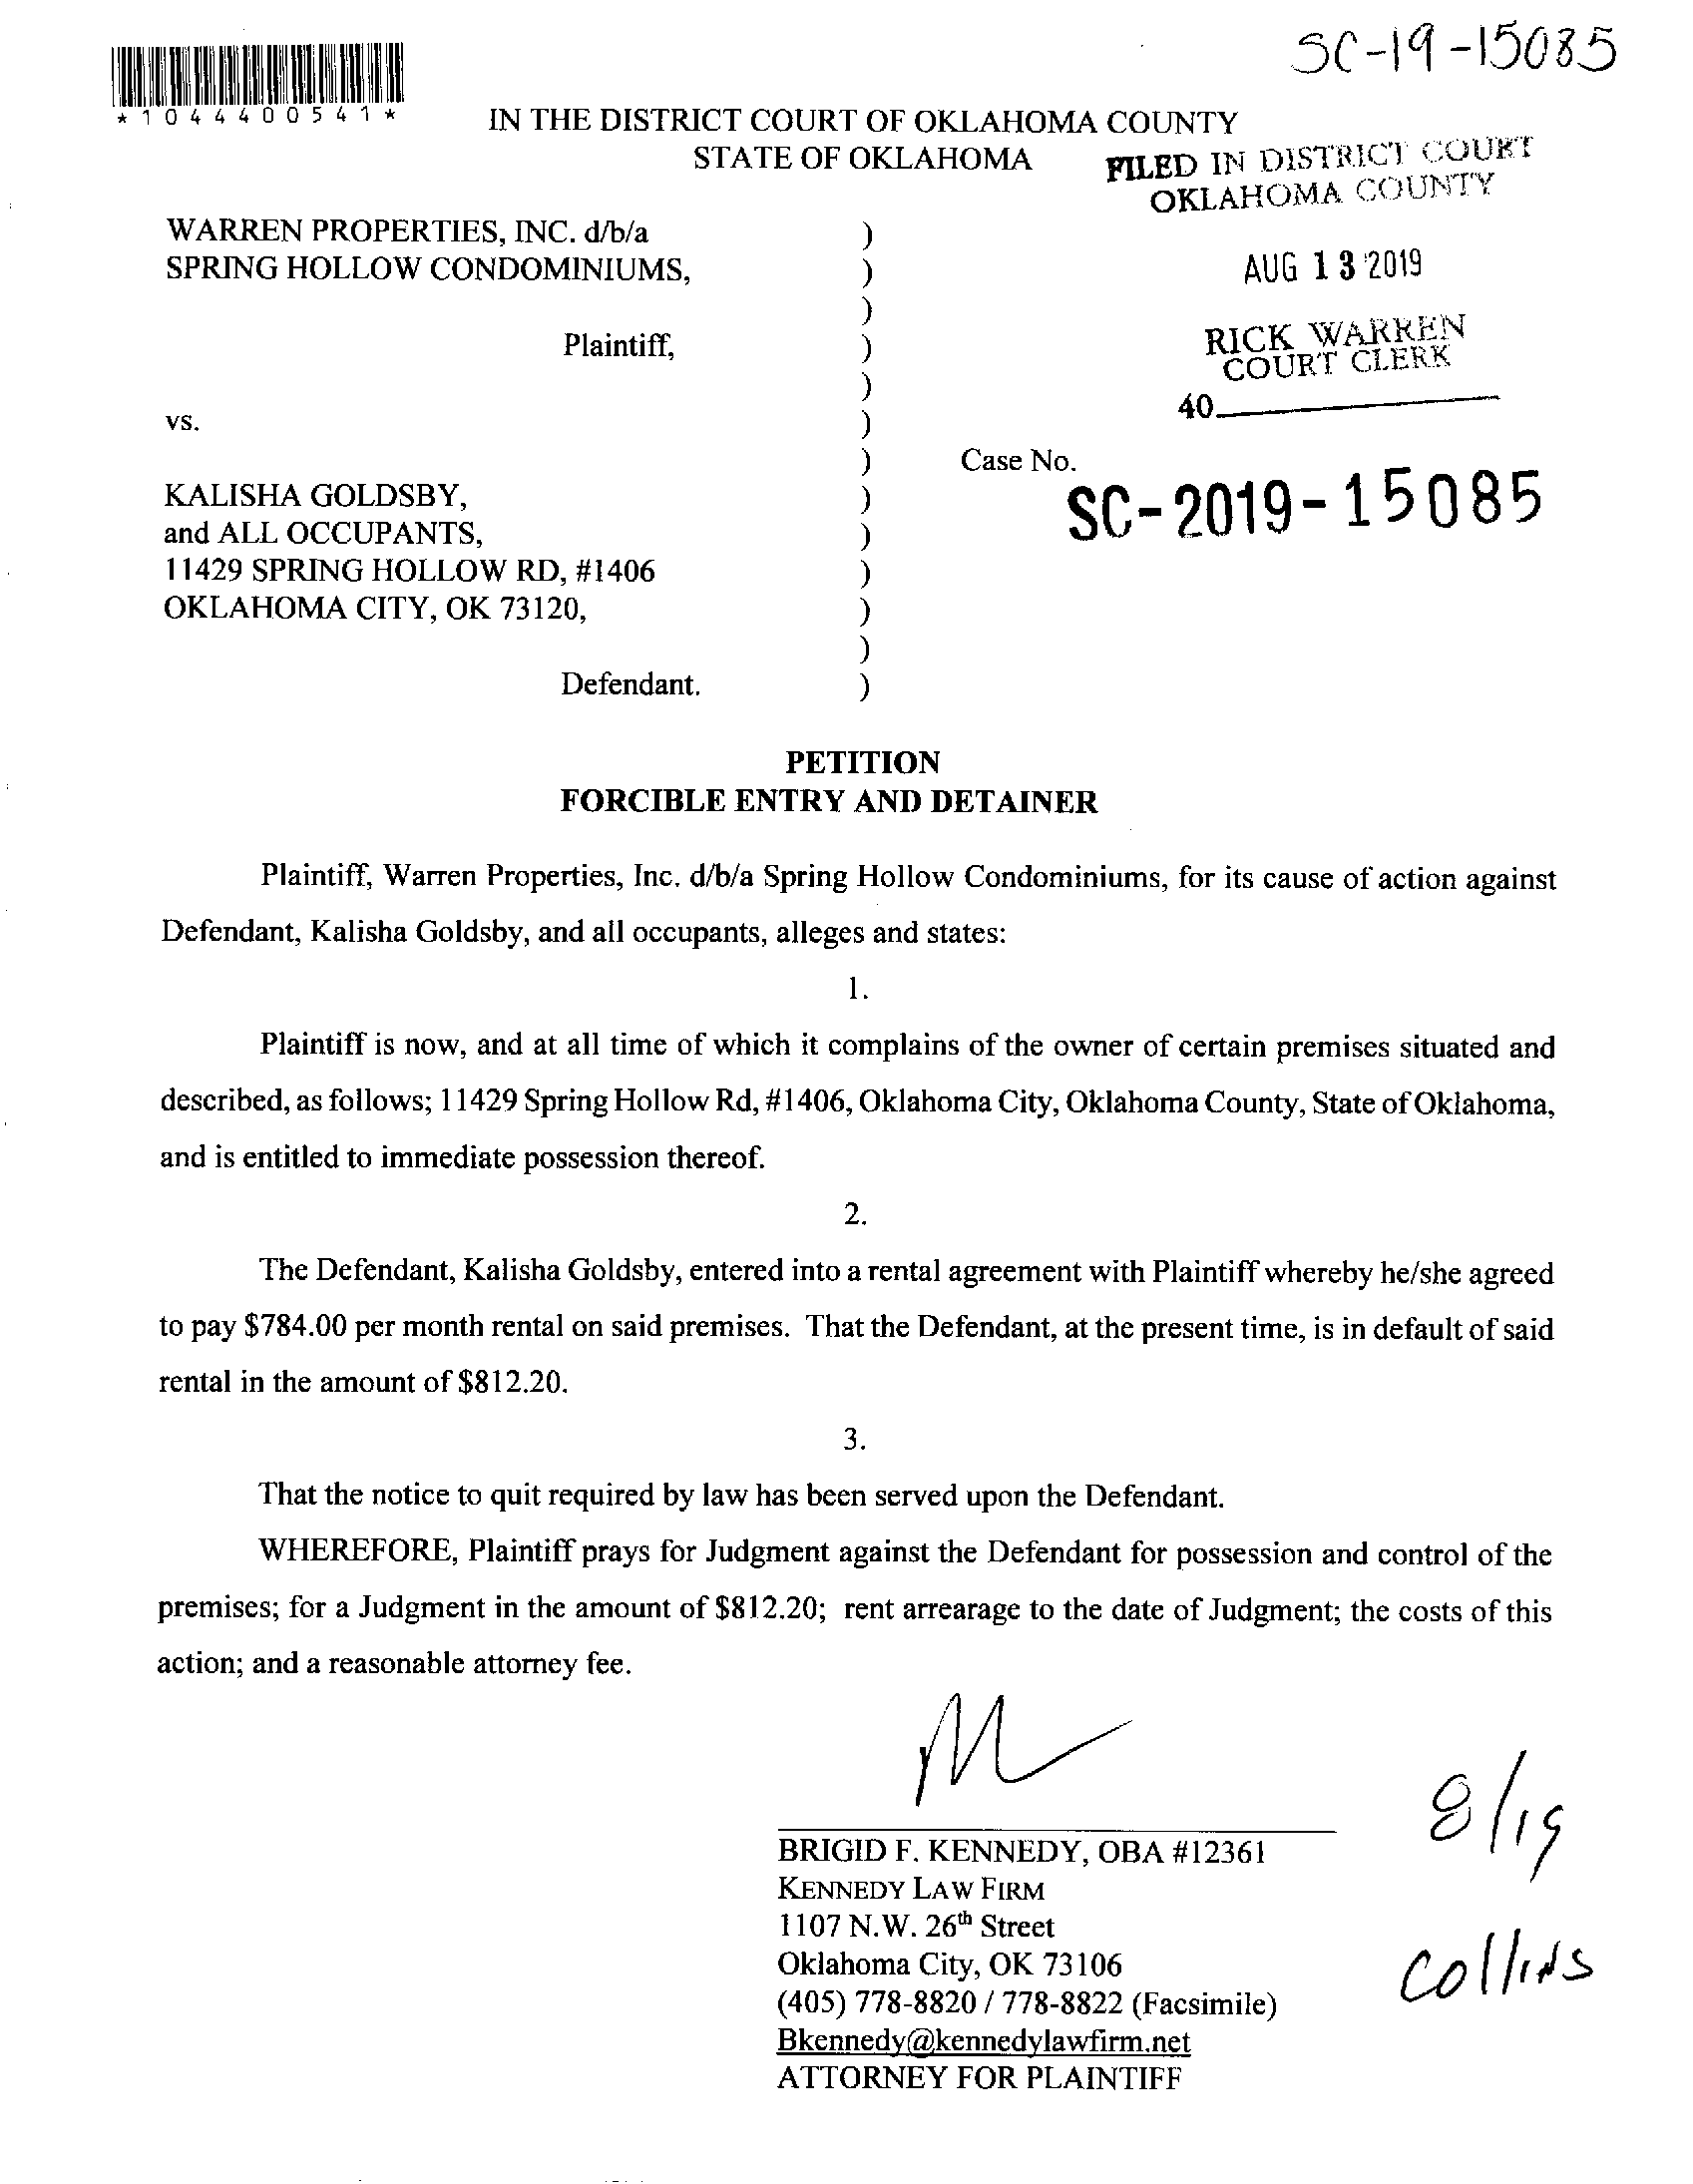 SC-19-15085
*1044400541*
IN THE DISTRICT COURT OF OKLAHOMA COUNTY
STATE OF OKLAHOMA
FILED IN DISTRICT COURT
OKLAHOMA COUNTY
AUG 13 2019
RICK WARREN
COURT CLERK
40
WARREN PROPERTIES, INC. d/b/a )
SPRING HOLLOW CONDOMINIUMS, )
)
Plaintiff, )
)
vs. )
) Case No.
SC-2019-15085
KALISHA GOLDSBY, )
and ALL OCCUPANTS, )
11429 SPRING HOLLOW RD, #1406 )
OKLAHOMA CITY, OK 73120, )
)
Defendant. )
PETITION
FORCIBLE ENTRY AND DETAINER
Plaintiff, Warren Properties, Inc. d/b/a Spring Hollow Condominiums, for its cause of action against
Defendant, Kalisha Goldsby, and all occupants, alleges and states:
1.
Plaintiff is now, and at all time of which it complains of the owner of certain premises situated and
described, as follows; 11429 Spring Hollow Rd, #1406, Oklahoma City, Oklahoma County, State of Oklahoma,
and is entitled to immediate possession thereof.
2.
The Defendant, Kalisha Goldsby, entered into a rental agreement with Plaintiff whereby he/she agreed
to pay $784.00 per month rental on said premises. That the Defendant, at the present time, is in default of said
rental in the amount of $812.20.
3.
That the notice to quit required by law has been served upon the Defendant.
WHEREFORE, Plaintiff prays for Judgment against the Defendant for possession and control of the
premises; for a Judgment in the amount of $812.20; rent arrearage to the date of Judgment; the costs of this
action; and a reasonable attorney fee.
BRIGID F. KENNEDY, OBA #12361
KENNEDY LAW FIRM
1107 N.W. 26th Street
Oklahoma City, OK 73106
(405) 778-8820 / 778-8822 (Facsimile)
Bkennedy@kennedylawfirm.net
ATTORNEY FOR PLAINTIFF
8/19
Collins